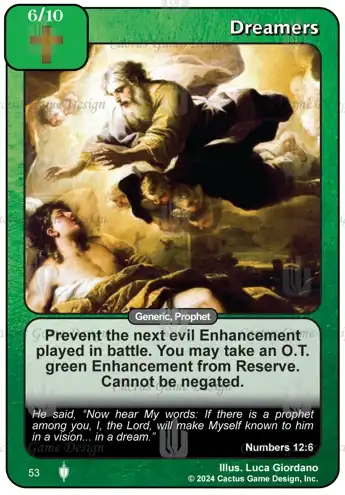 6/10
Dreamers
Cactus Game Design
Generic, Prophet
Prevent the next evil Enhancement
played in battle. You may take an O.T.
green Enhancement from Reserve.
Cannot be negated.
He said, "Now hear My words: If there is a prophet
among you, I, the Lord, will make Myself known to him
in a vision... in a dream."
Numbers 12:6
53
Illus. Luca Giordano
© 2024 Cactus Game Design, Inc.